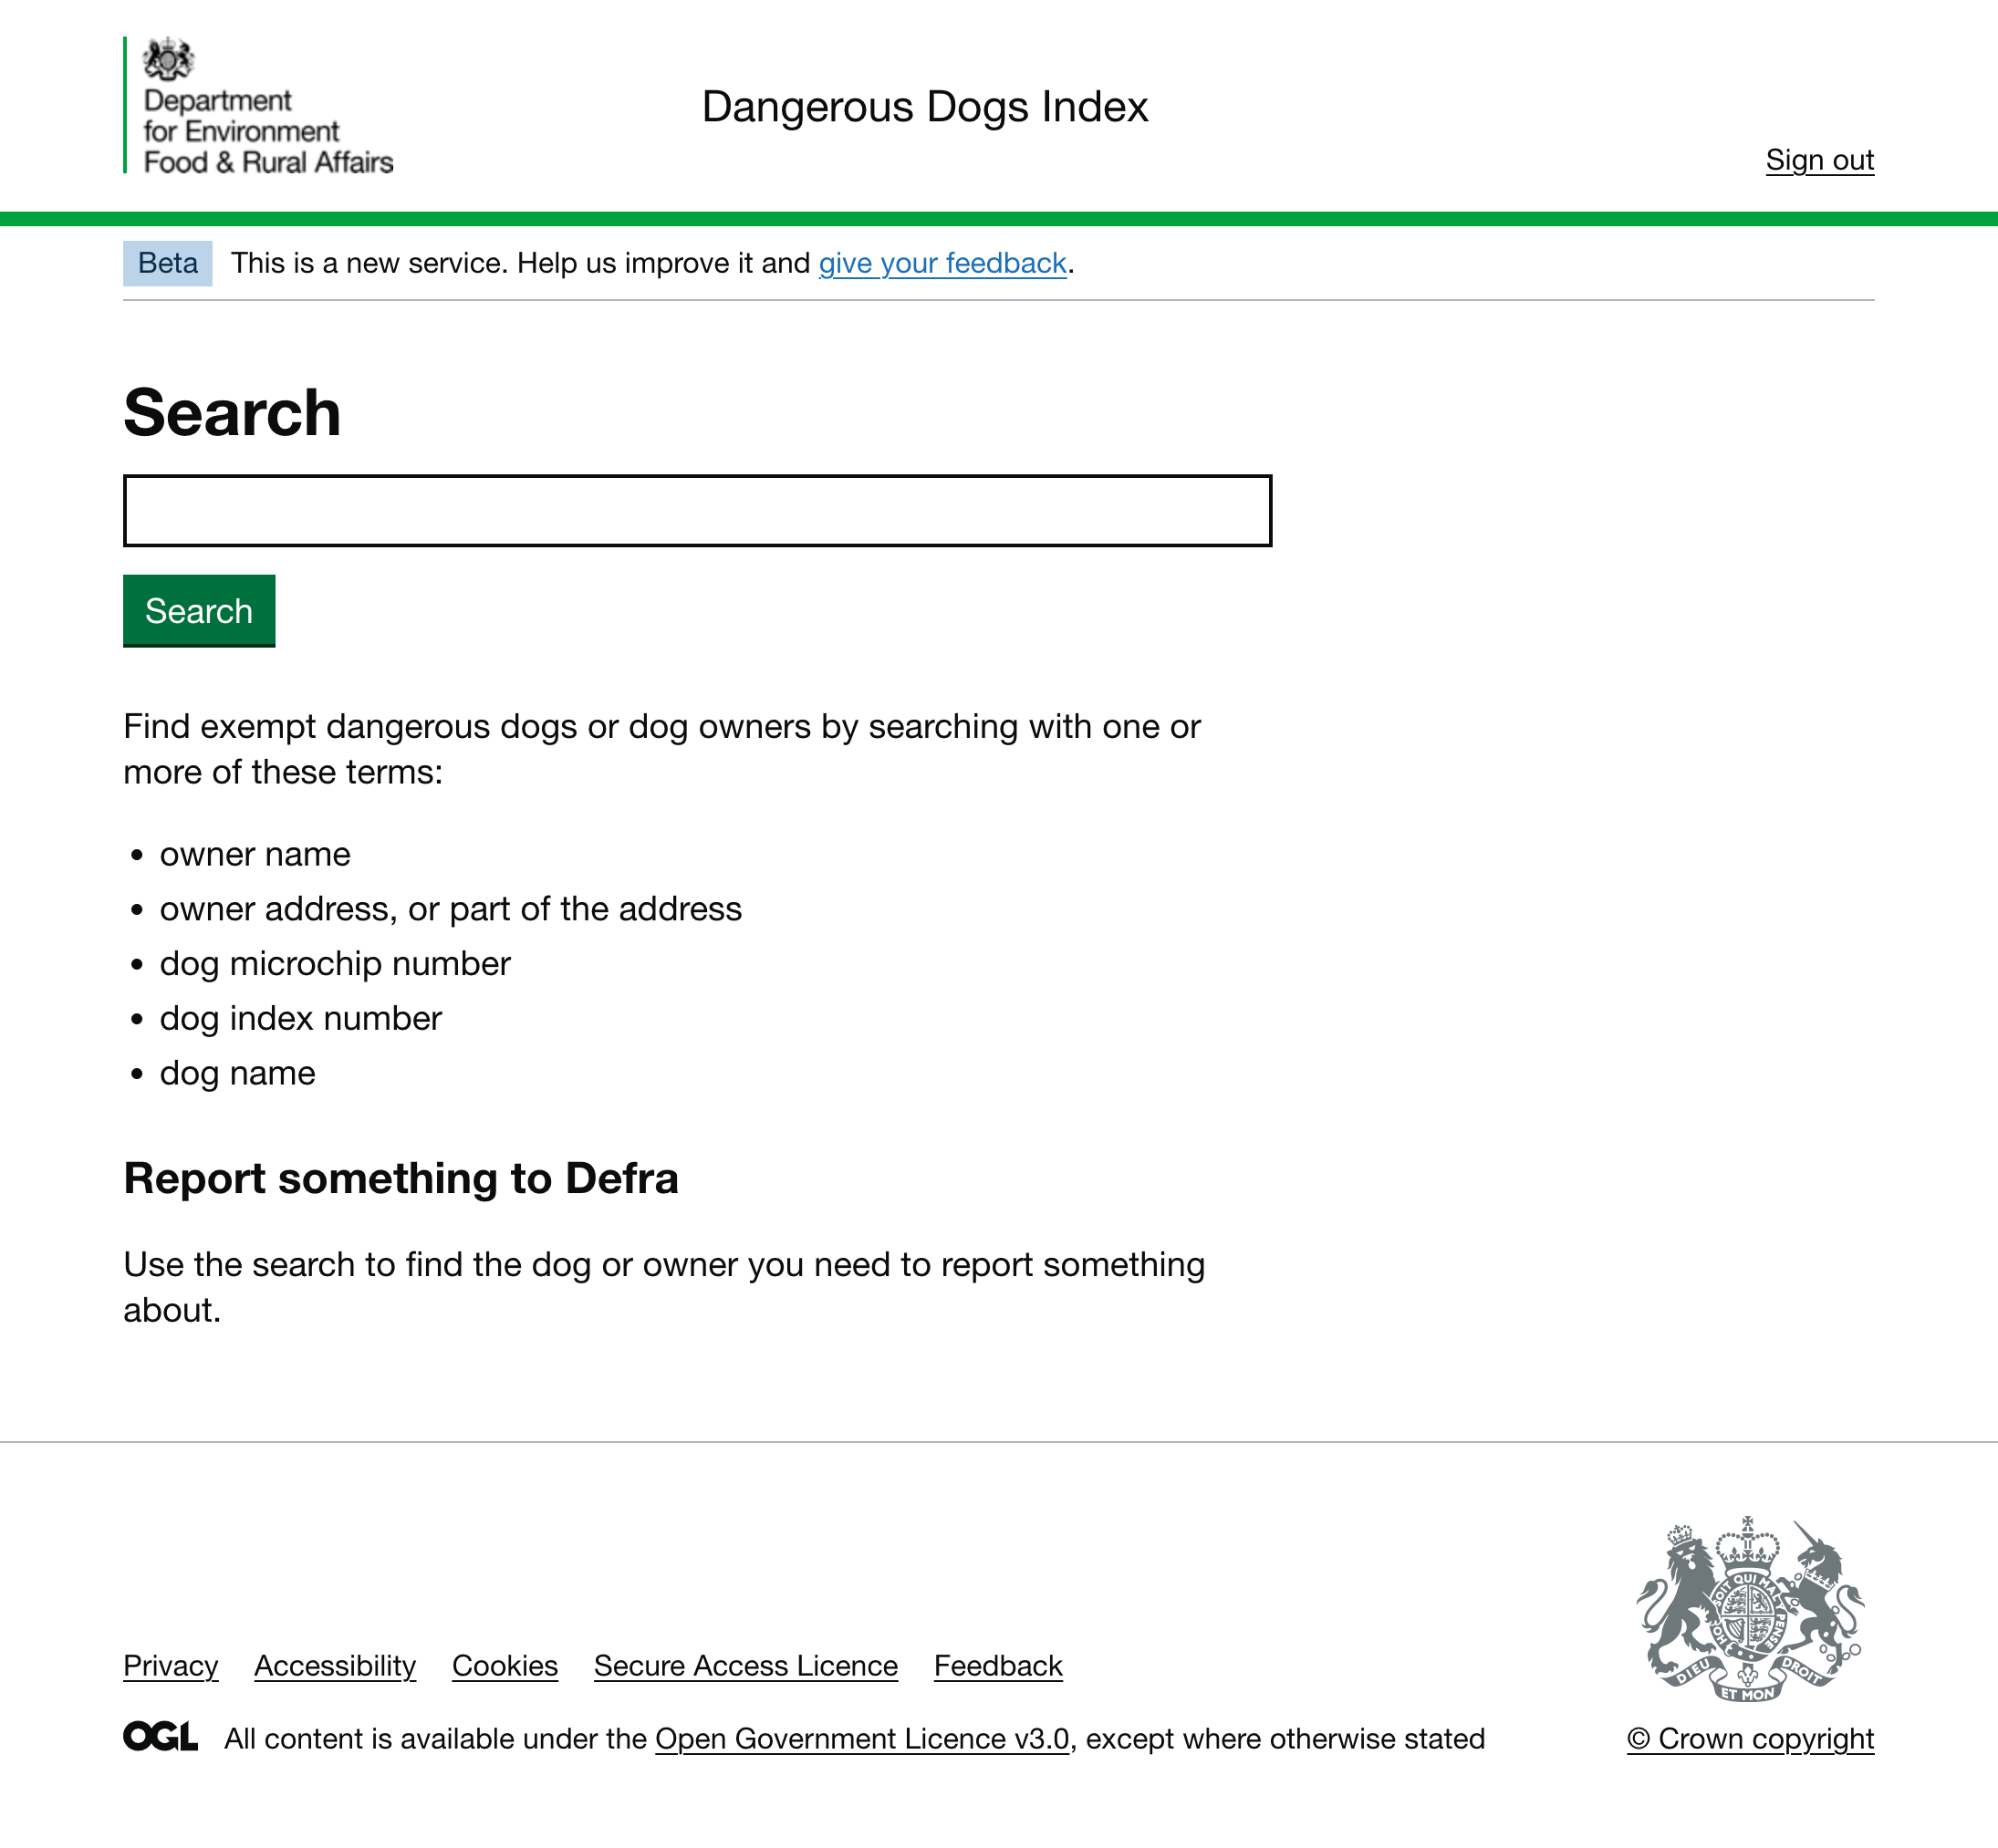 Department
for Environment
Food & Rural Affairs
Dangerous Dogs Index
Sign out
Beta This is a new service. Help us improve it and give your feedback.
Search
Search
Find exempt dangerous dogs or dog owners by searching with one or
more of these terms:
• owner name
• owner address, or part of the address
• dog microchip number
• dog index number
• dog name
Report something to Defra
Use the search to find the dog or owner you need to report something
about.
HONI SOIT QUI MAL Y PENSE
DIEU ET MON DROIT
Privacy Accessibility Cookies Secure Access Licence Feedback
OGL All content is available under the Open Government Licence v3.0, except where otherwise stated
© Crown copyright